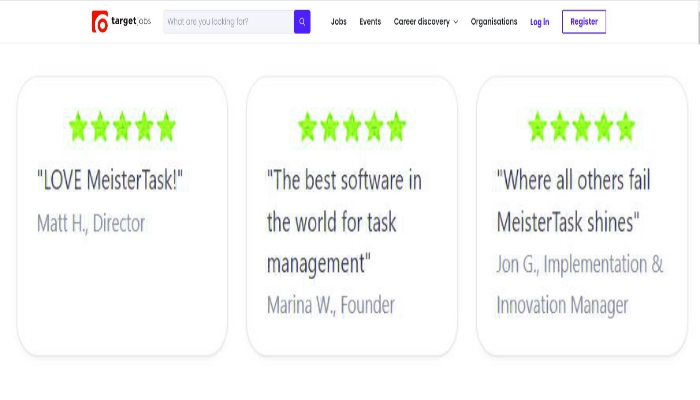 targetjobs
What are you looking for?
Jobs
Events
Career discovery
Organisations
Log in
Register
"LOVE MeisterTask!"
Matt H., Director
"The best software in
the world for task
management"
Marina W., Founder
"Where all others fail
MeisterTask shines"
Jon G., Implementation &
Innovation Manager